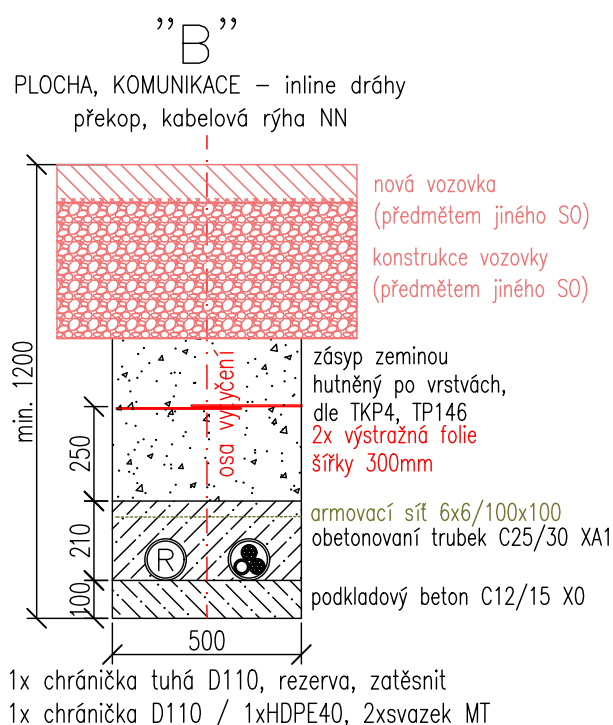 "B"
PLOCHA, KOMUNIKACE – inline dráhy
překop, kabelová rýha NN
nová vozovka
(předmětem jiného SO)
konstrukce vozovky
(předmětem jiného SO)
min. 1200
osa vytyčení
zásyp zeminou
hutněný po vrstvách,
dle TKP4, TP146
2x výstražná folie
šířky 300mm
250
armovací síť 6x6/100x100
obetonovaní trubek C25/30 XA1
210
R
100
podkladový beton C12/15 X0
500
1x chránička tuhá D110, rezerva, zatěsnit
1x chránička D110 / 1xHDPE40, 2xsvazek MT